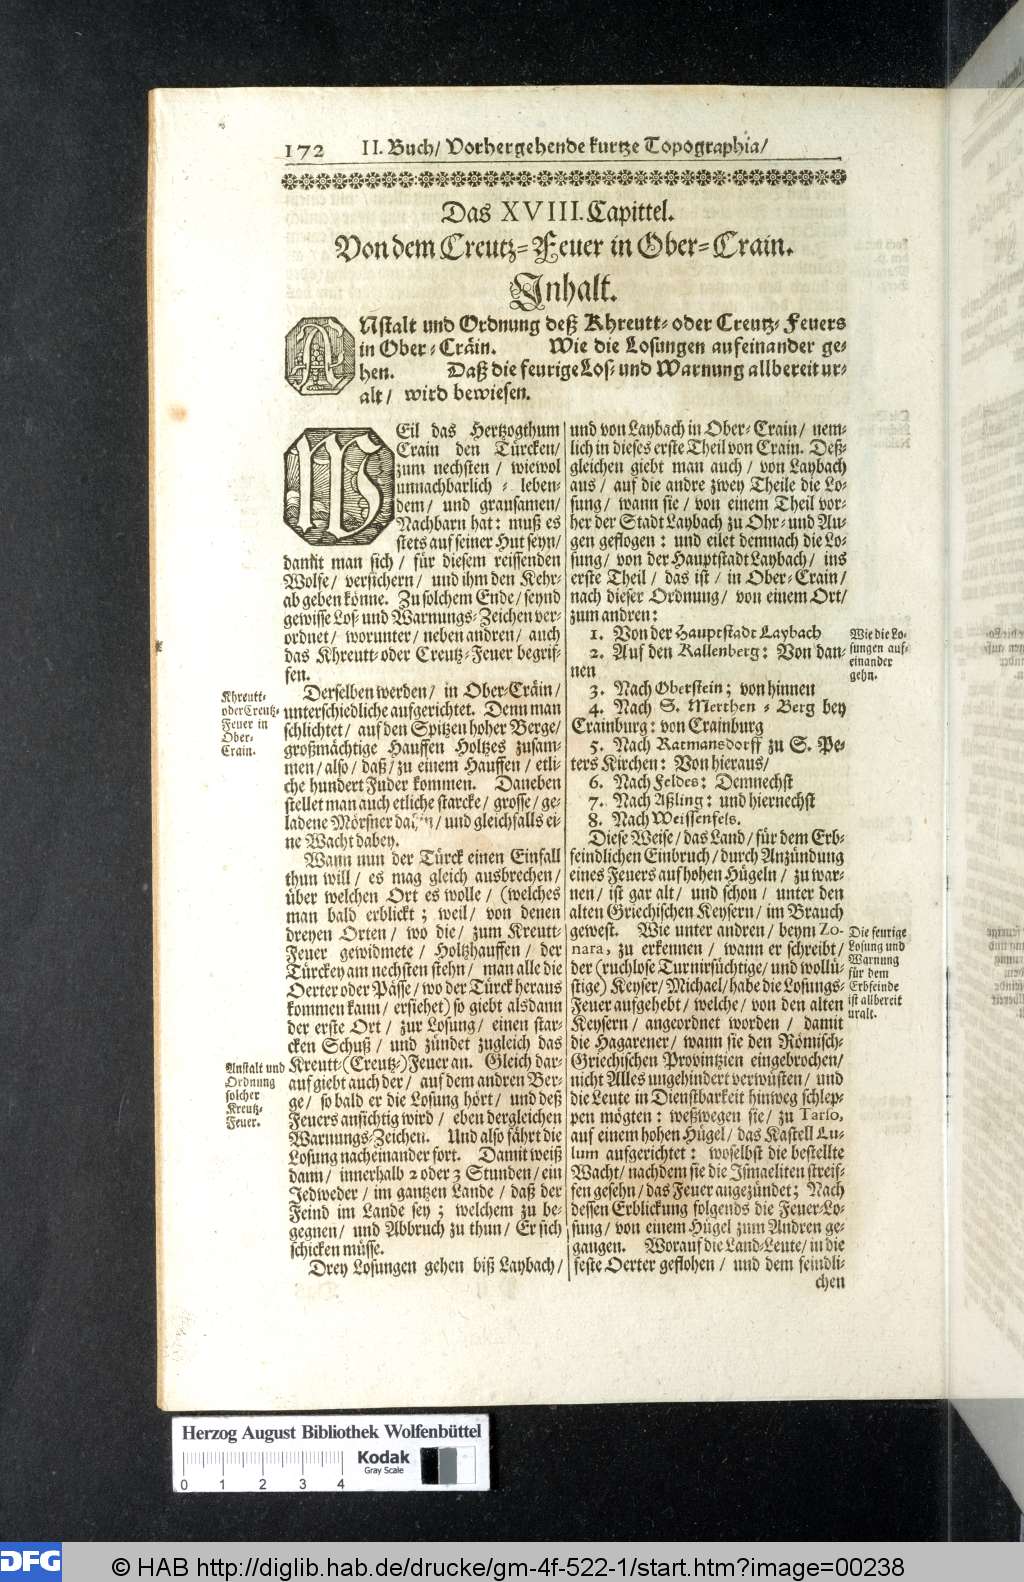 172 II. Buch/ Vorhergehende kurtze Topographia/
Das XVIII. Capittel.
Von dem Creutz-Feuer in Ober-Crain.
Inhalt.
ANstalt und Ordnung deß Khreutt- oder Creutz-Feuers
in Ober-Cräin. Wie die Losungen aufeinander ge-
hen. Daß die feurige Los- und Warnung allbereit ur-
alt/ wird bewiesen.
WEil das Hertzogthum
Crain den Türcken/
zum nechsten / wiewol
unnachbarlich - leben-
dem/ und grausamen/
Nachbarn hat: muß es
stets auf seiner Hut seyn/
damit man sich / für diesem reissenden
Wolfe/ versichern/ und ihm den Kehr-
ab geben könne. Zu solchem Ende/ seynd
gewisse Los- und Warnungs-Zeichen ver-
ordnet/ worunter/ neben andren/ auch
das Khreutt- oder Creutz-Feuer begrif-
fen.
Khreutt-
oder Creutz-
Feuer in
Ober-
Crain.
Derselben werden/ in Ober-Cräin/
unterschiedliche aufgerichtet. Denn man
schlichtet/ auf den Spitzen hoher Berge/
großmächtige Hauffen Holtzes zusam-
men/ also/ daß/ zu einem Hauffen/ etli-
che hundert Fuder kommen. Daneben
stellet man auch etliche starcke/ grosse/ ge-
ladene Mörsner / und gleichfalls ei-
ne Wacht dabey.
Wann nun der Türck einen Einfall
thun will/ es mag gleich ausbrechen/
über welchen Ort es wolle/ (welches
man bald erblickt; weil/ von denen
dreyen Orten/ wo die/ zum Kreutt-
Feuer gewidmete/ Holtzhauffen/ der
Türckey am nechsten stehn/ man alle die
Oerter oder Pässe/ wo der Türck heraus
kommen kann/ ersiehet) so giebt alsdann
der erste Ort/ zur Losung/ einen star-
cken Schuß/ und zündet zugleich das
Kreutt-(Creutz-)Feuer an. Gleich dar-
auf giebt auch der/ auf dem andren Ber-
ge/ so bald er die Losung hört/ und deß
Feuers ansichtig wird/ eben dergleichen
Warnungs-Zeichen. Und also fährt die
Losung nacheinander fort. Damit weiß
dann/ innerhalb 2 oder 3 Stunden/ ein
Jedweder/ im gantzen Lande/ daß der
Feind im Lande sey; welchem zu be-
gegnen/ und Abbruch zu thun/ Er sich
schicken müsse.
Anstalt und
Ordnung
solcher
Kreutz-
Feuer.
Drey Losungen gehen biß Laybach/
und von Laybach in Ober-Crain/ nem-
lich in dieses erste Theil von Crain. Deß-
gleichen giebt man auch/ von Laybach
aus/ auf die andre zwey Theile die Lo-
sung/ wann sie/ von einem Theil vor-
her der Stadt Laybach zu Ohr- und Au-
gen geflogen: und eilet demnach die Lo-
sung/ von der Hauptstadt Laybach/ ins
erste Theil/ das ist/ in Ober-Crain/
nach dieser Ordnung/ von einem Ort/
zum andren:
1. Von der Hauptstadt Laybach
2. Auf den Kallenberg: Von dan-
nen
3. Nach Oberstein; von hinnen
4. Nach S. Merthen-Berg bey
Crainburg: von Crainburg
5. Nach Ratmansdorff zu S. Pe-
ters Kirchen: Von hieraus/
6. Nach Feldes: Demnechst
7. Nach Aßling: und hiernechst
8. Nach Weissenfels.
Wie die Lo-
sungen auf-
einander
gehn.
Diese Weise/ das Land/ für dem Erb-
feindlichen Einbruch/ durch Anzündung
eines Feuers auf hohen Hügeln/ zu war-
nen/ ist gar alt/ und schon/ unter den
alten Griechischen Keysern/ im Brauch
gewest. Wie unter andren/ beym Zo-
nara, zu erkennen/ wann er schreibt/
der (ruchlose Turnirsüchtige/ und wollü-
stige) Keyser/ Michael/ habe die Losungs-
Feuer aufgehebt/ welche/ von den alten
Keysern/ angeordnet worden/ damit
die Hagarener/ wann sie den Römisch-
Griechischen Provintzien eingebrochen/
nicht Alles ungehindert verwüsten/ und
die Leute in Dienstbarkeit hinweg schlep-
pen mögten: weßwegen sie/ zu Tarso,
auf einem hohen Hügel/ das Kastell Lu-
lum aufgerichtet: woselbst die bestellte
Wacht/ nachdem sie die Ismaeliten streif-
fen gesehn/ das Feuer angezündet; Nach
dessen Erblickung folgends die Feuer-Lo-
sung/ von einem Hügel zum Andren ge-
gangen. Worauf die Land-Leute/ in die
feste Oerter geflohen/ und dem feindli-
chen
Die feurige
Losung und
Warnung
für dem
Erbfeinde
ist allbereit
uralt.
Herzog August Bibliothek Wolfenbüttel
Kodak
Gray Scale
0 1 2 3 4
DFG
© HAB http://diglib.hab.de/drucke/gm-4f-522-1/start.htm?image=00238